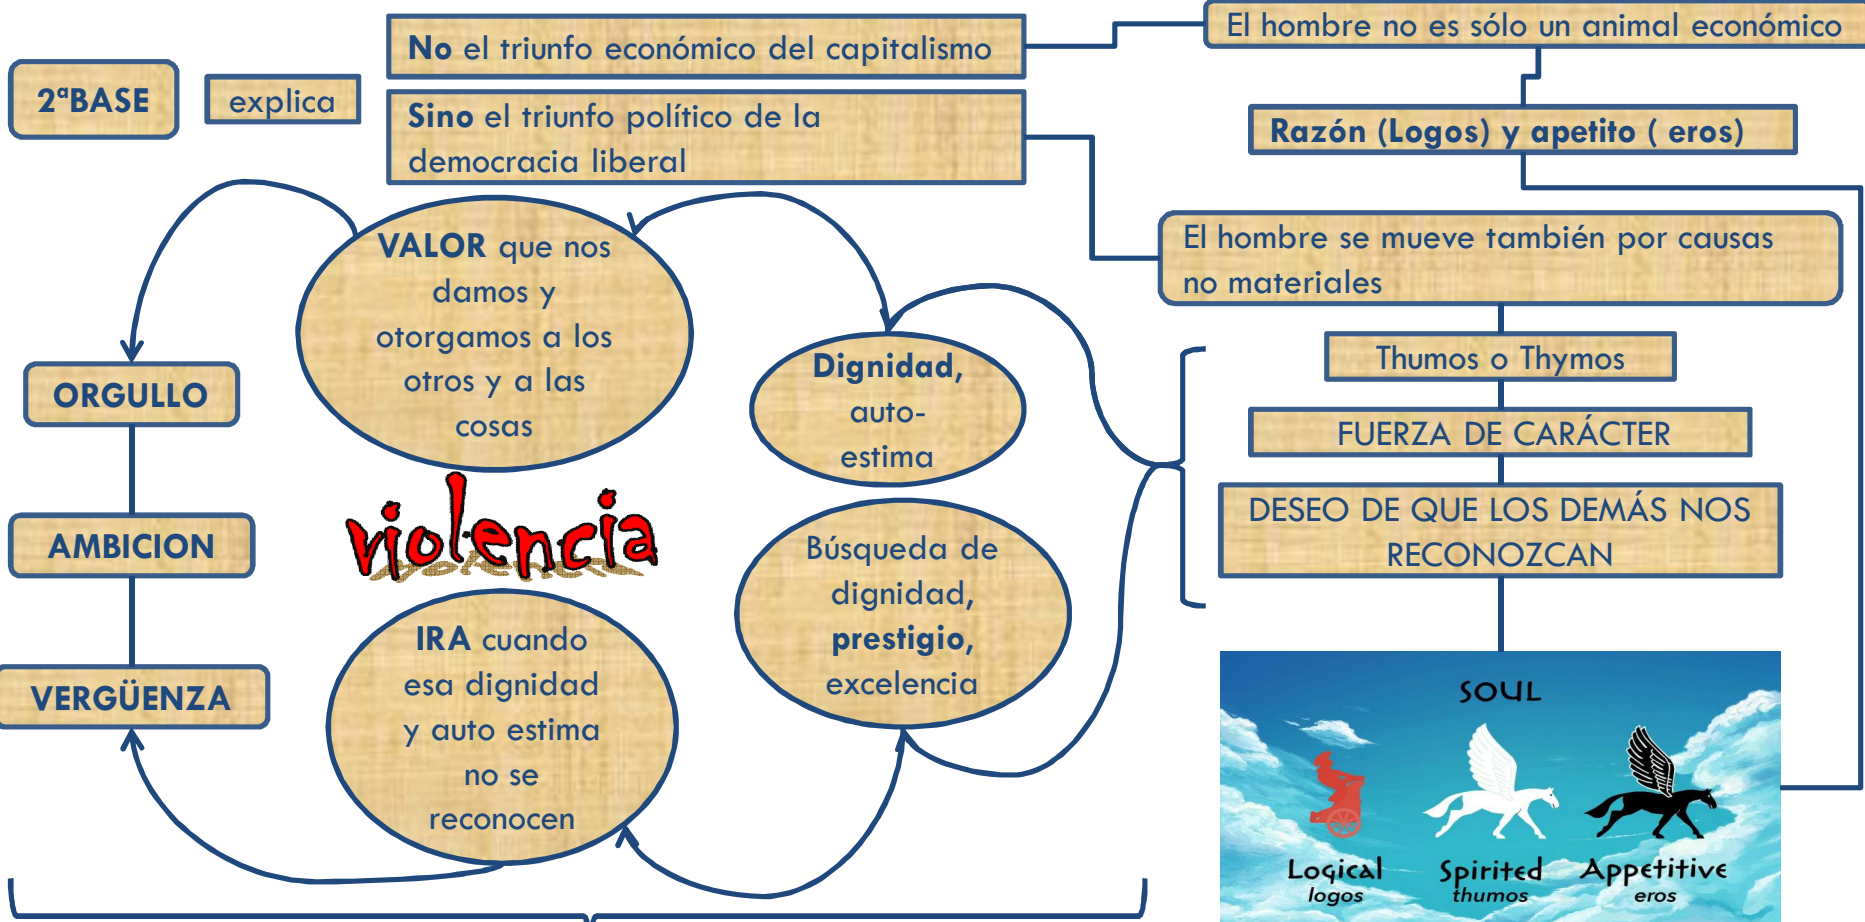 2ªBASE
explica
No el triunfo económico del capitalismo
Sino el triunfo político de la
democracia liberal
El hombre no es sólo un animal económico
Razón (Logos) y apetito ( eros)
El hombre se mueve también por causas
no materiales
Thumos o Thymos
FUERZA DE CARÁCTER
DESEO DE QUE LOS DEMÁS NOS
RECONOZCAN
VALOR que nos
damos y
otorgamos a los
otros y a las
cosas
Dignidad,
auto-
estima
ORGULLO
AMBICION
VERGÜENZA
violencia
Búsqueda de
dignidad,
prestigio,
excelencia
IRA cuando
esa dignidad
y auto estima
no se
reconocen
SOUL
Logical
logos
Spirited
thumos
Appetitive
eros